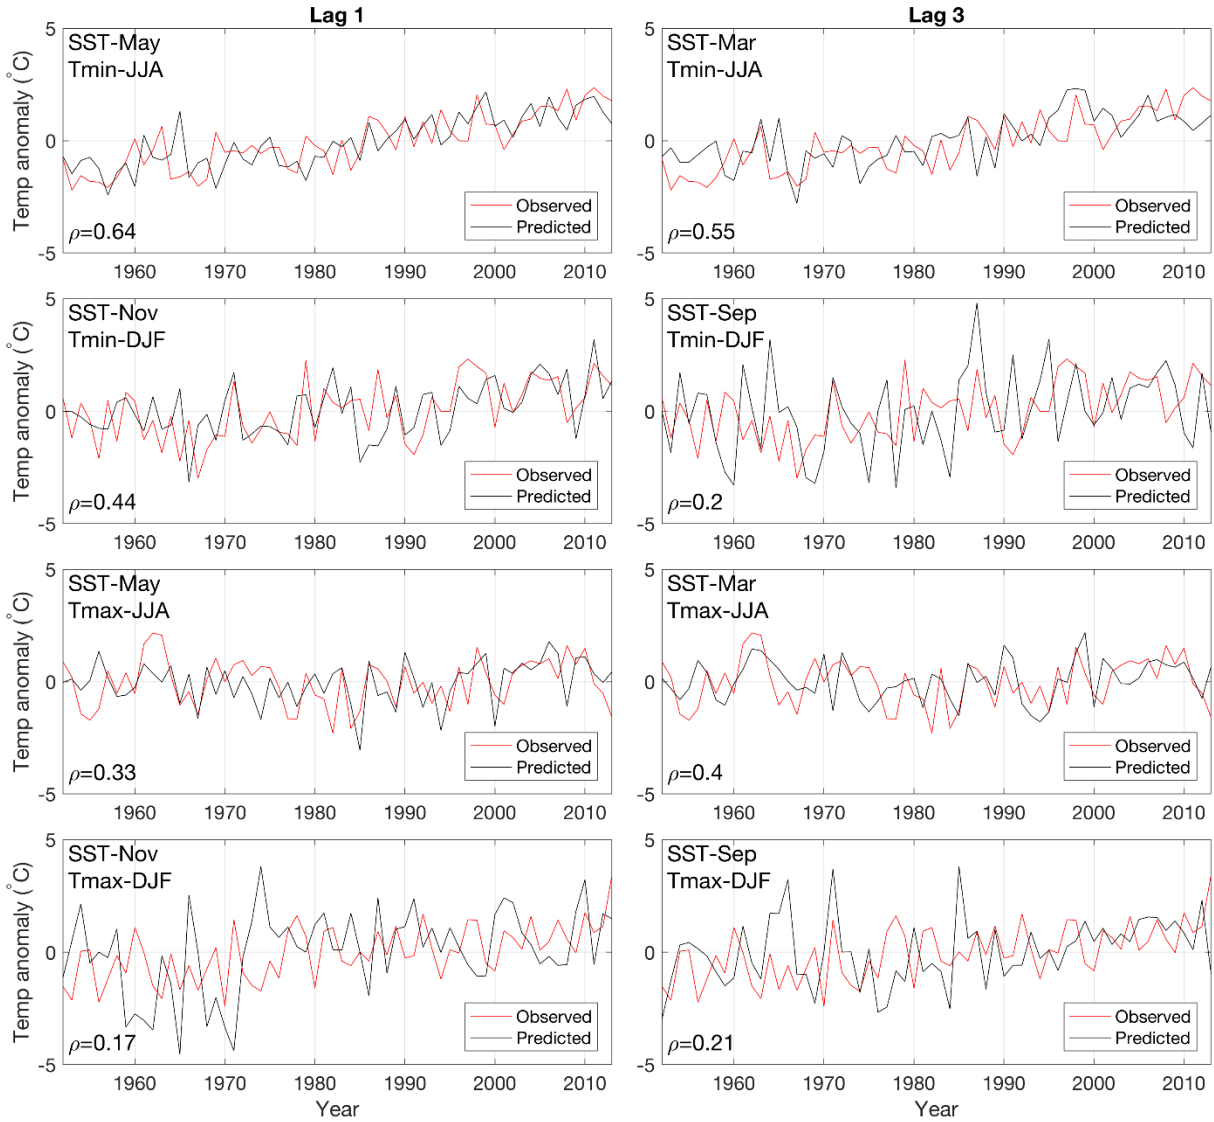 Lag 1
Lag 3
5
SST-May
Tmin-JJA
Temp anomaly (°C)
0
Observed
Predicted
ρ=0.64
-5
1960 1970 1980 1990 2000 2010
5
SST-Mar
Tmin-JJA
0
Observed
Predicted
ρ=0.55
-5
1960 1970 1980 1990 2000 2010
5
SST-Nov
Tmin-DJF
Temp anomaly (°C)
0
Observed
Predicted
ρ=0.44
-5
1960 1970 1980 1990 2000 2010
5
SST-Sep
Tmin-DJF
0
Observed
Predicted
ρ=0.2
-5
1960 1970 1980 1990 2000 2010
5
SST-May
Tmax-JJA
Temp anomaly (°C)
0
Observed
Predicted
ρ=0.33
-5
1960 1970 1980 1990 2000 2010
5
SST-Mar
Tmax-JJA
0
Observed
Predicted
ρ=0.4
-5
1960 1970 1980 1990 2000 2010
5
SST-Nov
Tmax-DJF
Temp anomaly (°C)
0
Observed
Predicted
ρ=0.17
-5
1960 1970 1980 1990 2000 2010
Year
5
SST-Sep
Tmax-DJF
0
Observed
Predicted
ρ=0.21
-5
1960 1970 1980 1990 2000 2010
Year